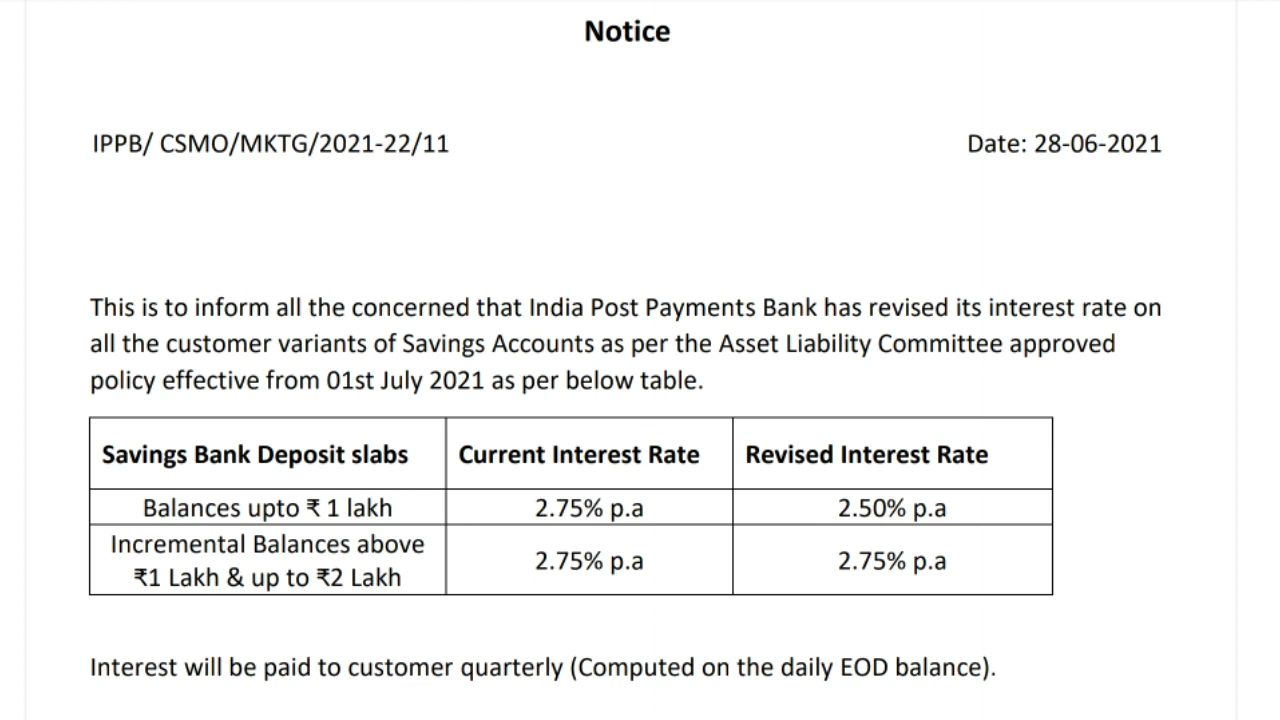 Notice
IPPB/ CSMO/MKTG/2021-22/11 Date: 28-06-2021
This is to inform all the concerned that India Post Payments Bank has revised its interest rate on
all the customer variants of Savings Accounts as per the Asset Liability Committee approved
policy effective from 01st July 2021 as per below table.
Savings Bank Deposit slabs Current Interest Rate Revised Interest Rate
Balances upto ₹ 1 lakh 2.75% p.a 2.50% p.a
Incremental Balances above
₹1 Lakh & up to ₹2 Lakh 2.75% p.a 2.75% p.a
Interest will be paid to customer quarterly (Computed on the daily EOD balance).